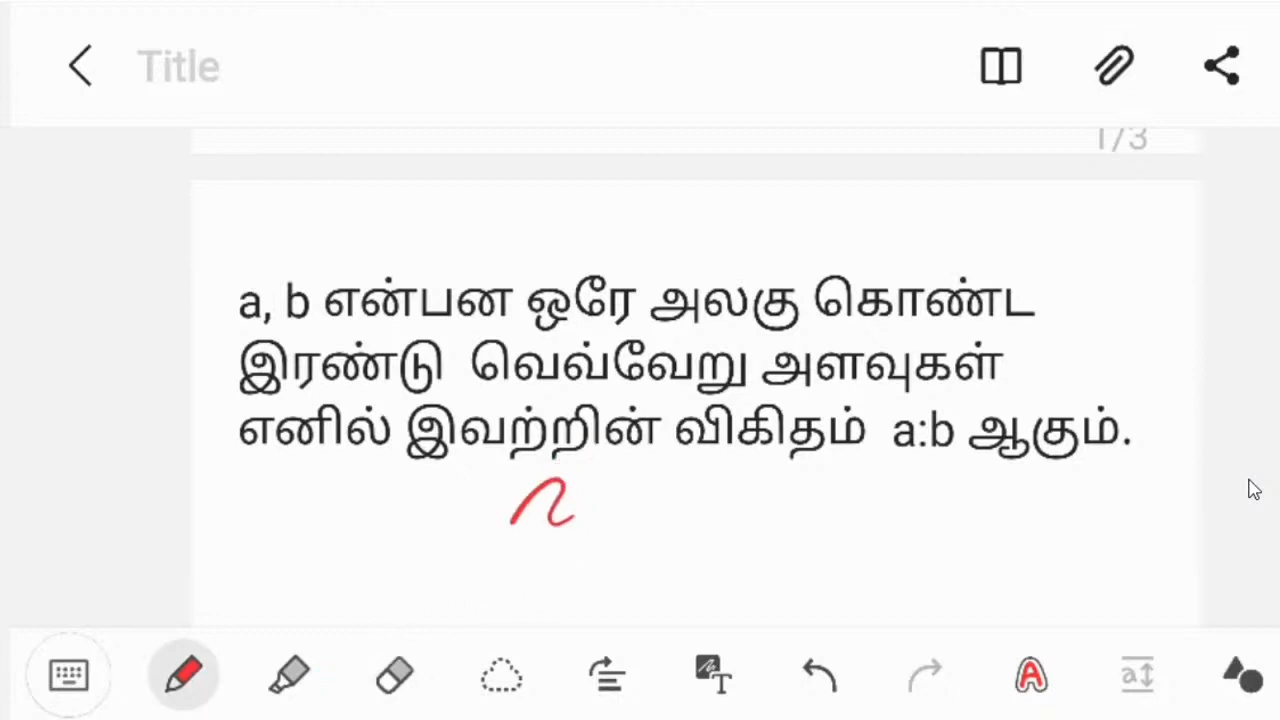 Title
1/3
a, b என்பன ஒரே அலகு கொண்ட
இரண்டு வெவ்வேறு அளவுகள்
எனில் இவற்றின் விகிதம் a:b ஆகும்.